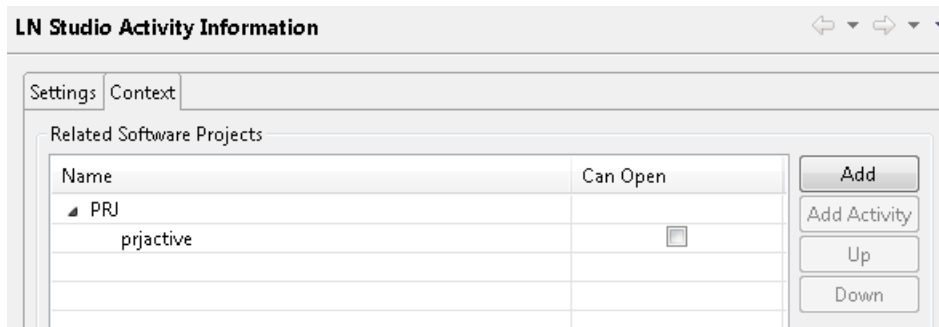 LN Studio Activity Information
Settings Context
Related Software Projects
Name Can Open Add
PRJ Add Activity
prjactive
Up
Down